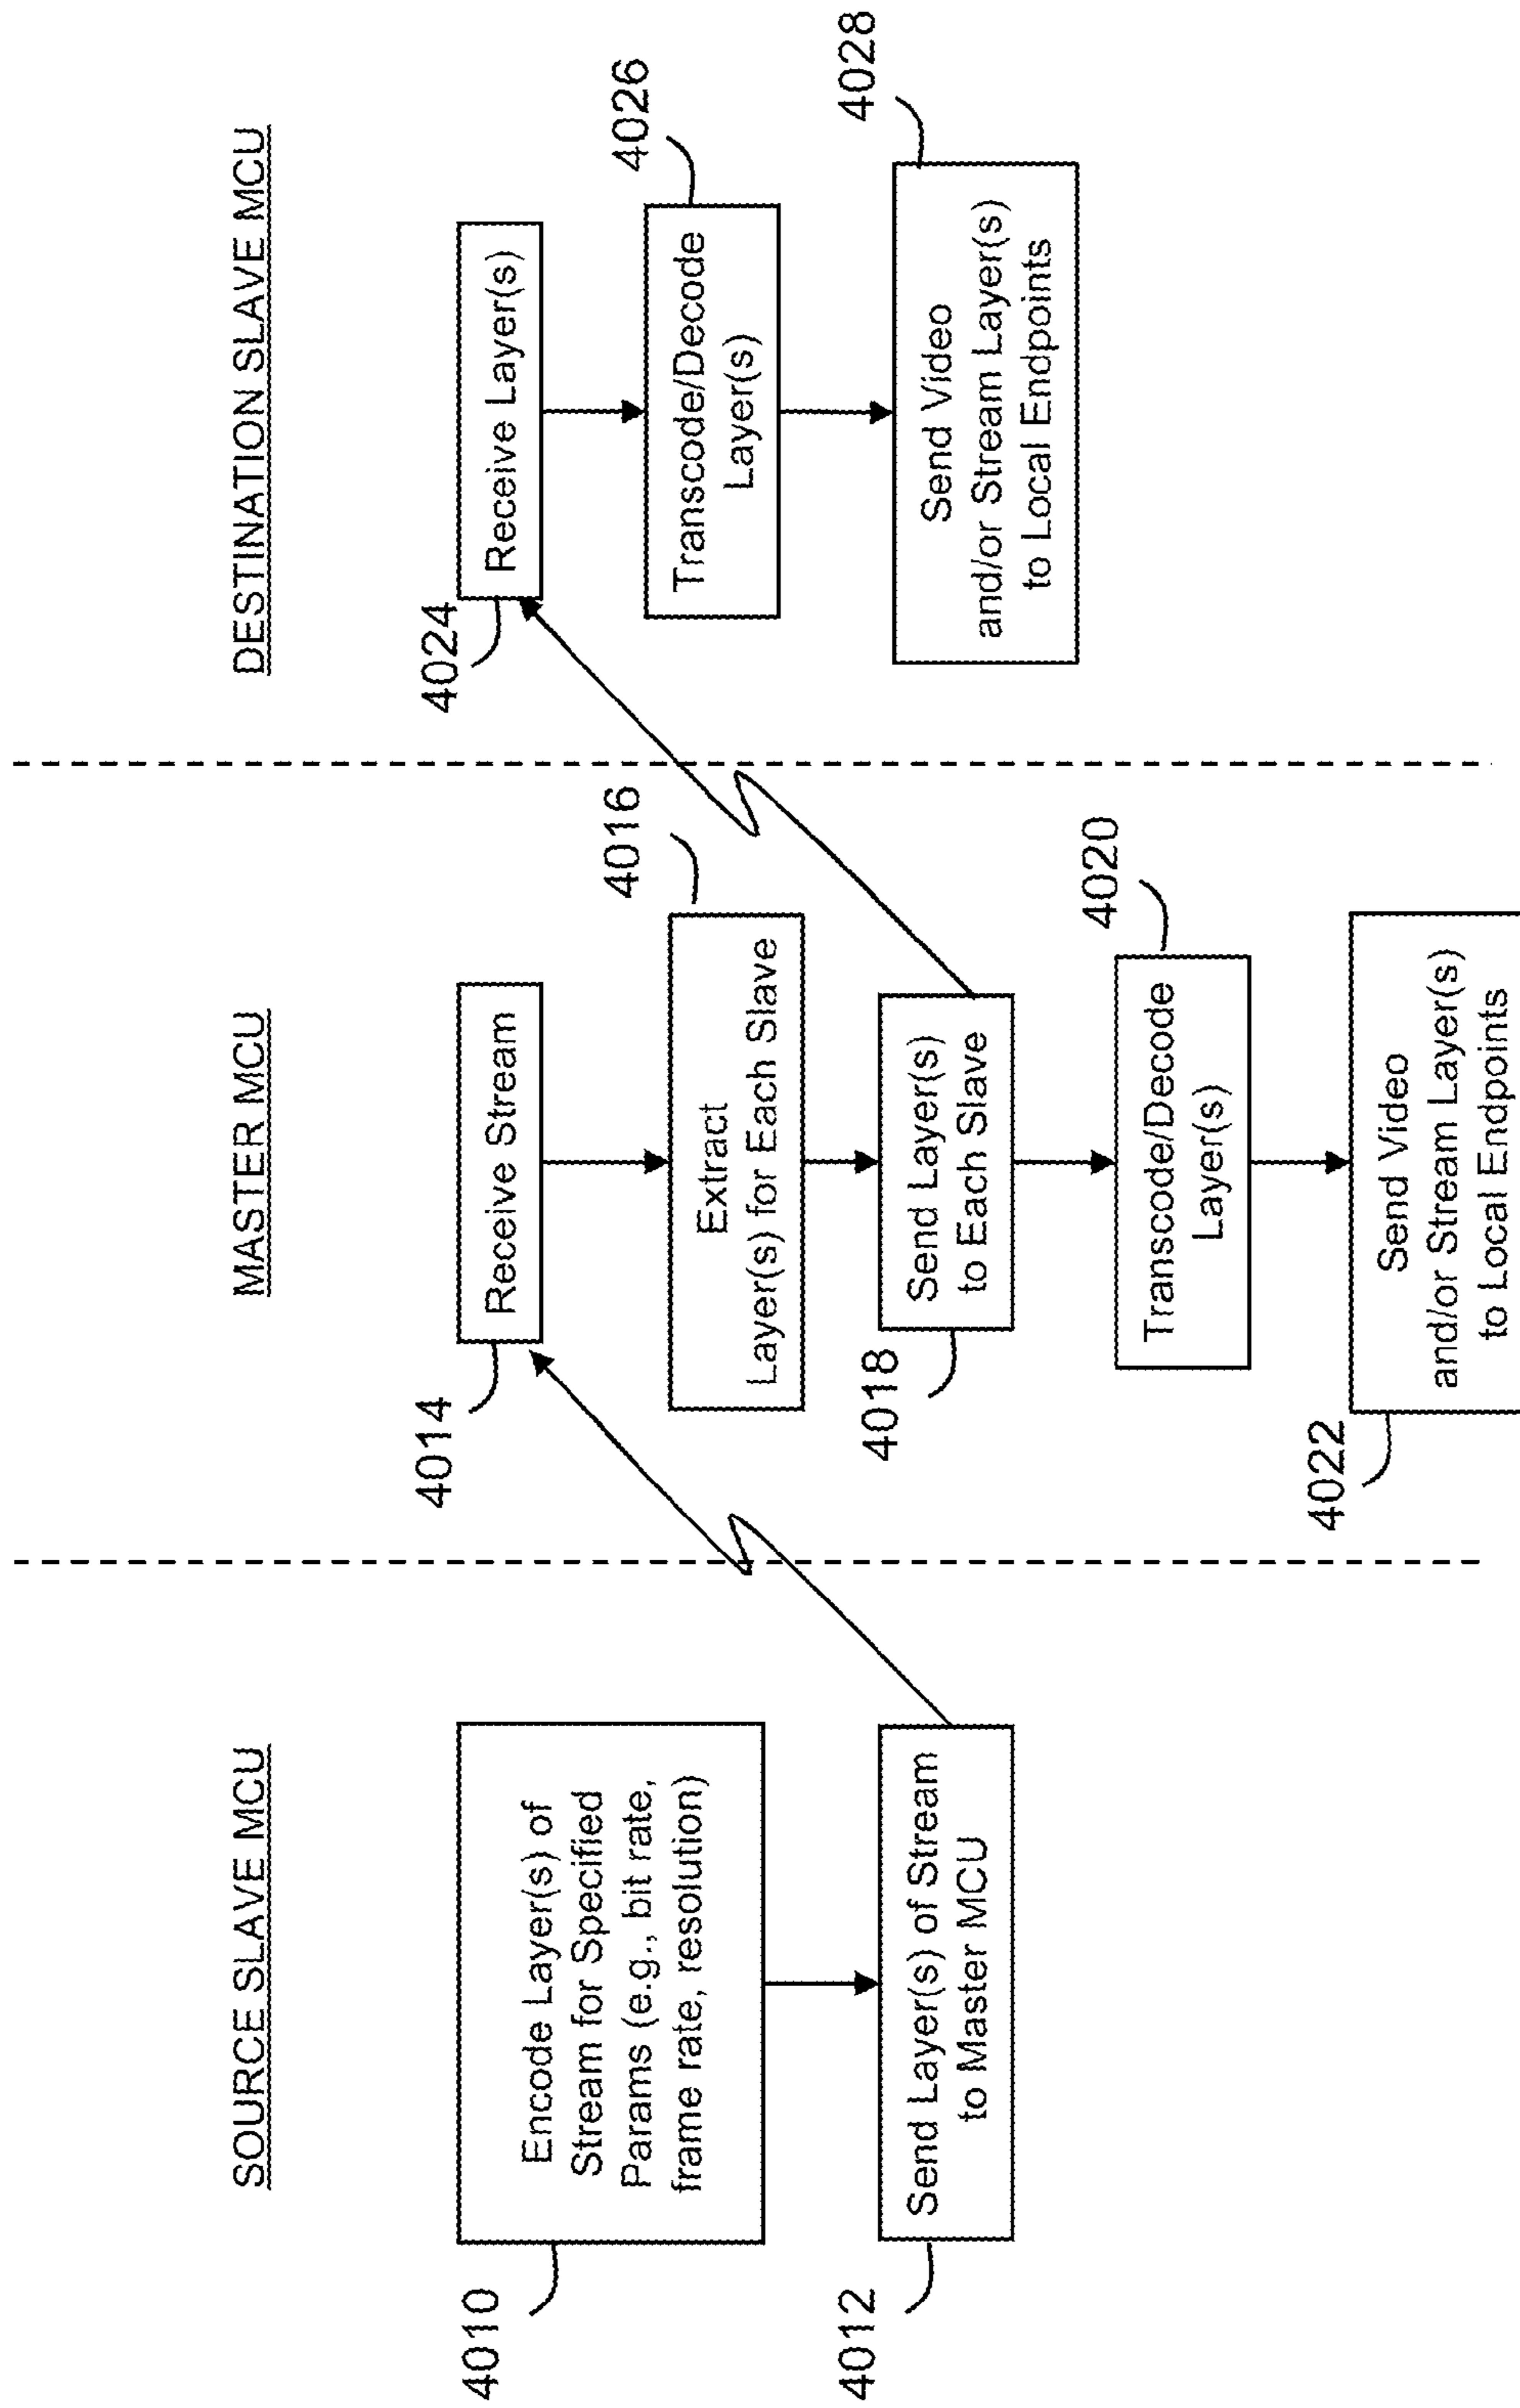 SOURCE SLAVE MCU
4010
Encode Layer(s) of
Stream for Specified
Params (e.g., bit rate,
frame rate, resolution)
4012
Send Layer(s) of Stream
to Master MCU
MASTER MCU
4014
Receive Stream
4016
Extract
Layer(s) for Each Slave
4018
Send Layer(s)
to Each Slave
4020
Transcode/Decode
Layer(s)
4022
Send Video
and/or Stream Layer(s)
to Local Endpoints
DESTINATION SLAVE MCU
4024
Receive Layer(s)
4026
Transcode/Decode
Layer(s)
4028
Send Video
and/or Stream Layer(s)
to Local Endpoints